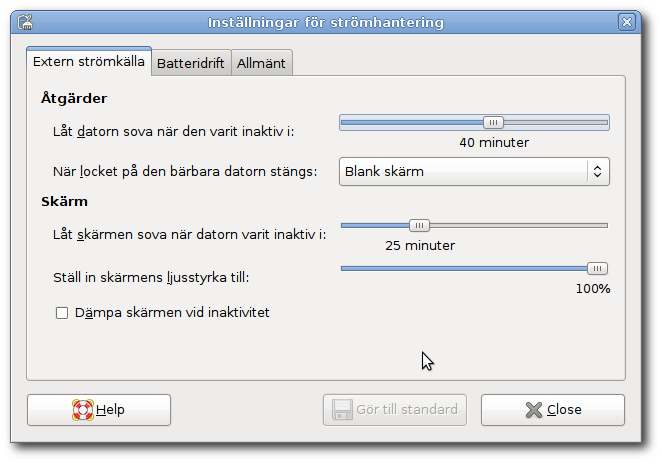 Inställningar för strömhantering
Extern strömkälla Batteridrift Allmänt
Åtgärder
Låt datorn sova när den varit inaktiv i:
40 minuter
När locket på den bärbara datorn stängs: Blank skärm
Skärm
Låt skärmen sova när datorn varit inaktiv i:
25 minuter
Ställ in skärmens ljusstyrka till:
100%
Dämpa skärmen vid inaktivitet
Help Gör till standard Close